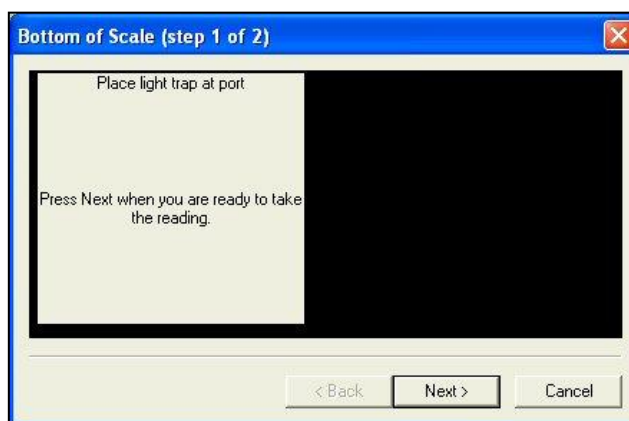 Bottom of Scale (step 1 of 2)
Place light trap at port
Press Next when you are ready to take
the reading.
< Back
Next >
Cancel